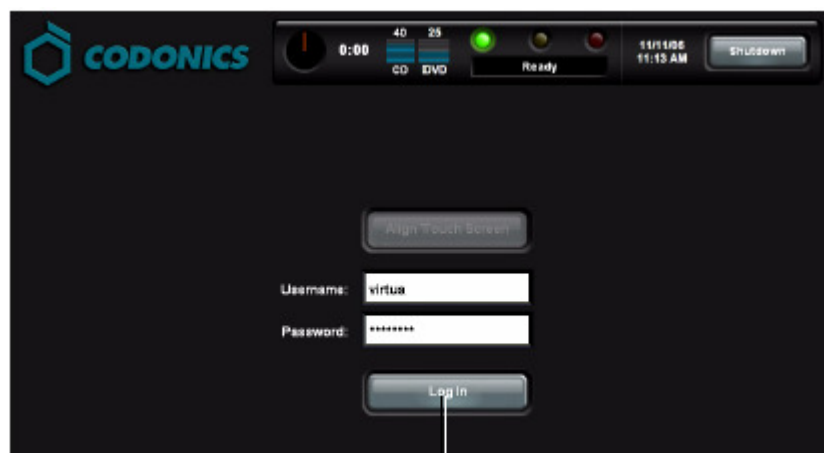 CODONICS
0:00
40 25
CD DVD
Ready
11/11/06
11:13 AM
Shutdown
Align Touch Screen
Username: virtua
Password: ********
Log In